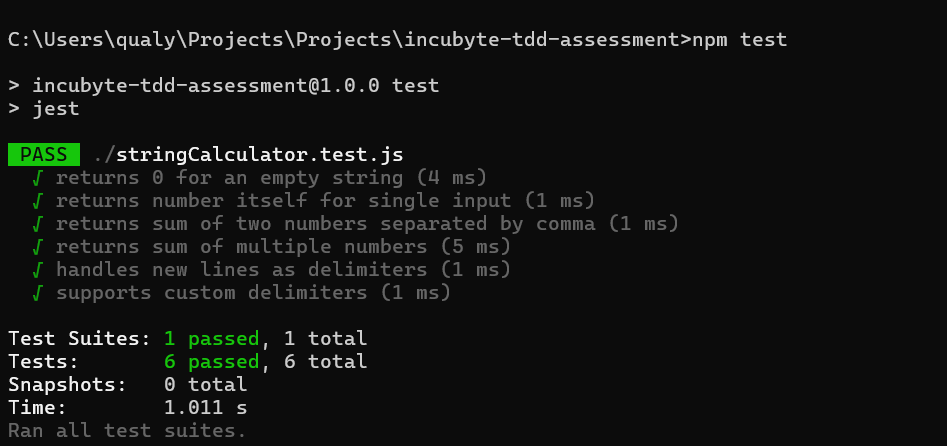 C:\Users\qualy\Projects\Projects\incubyte-tdd-assessment>npm test
> incubyte-tdd-assessment@1.0.0 test
> jest
PASS ./stringCalculator.test.js
√ returns 0 for an empty string (4 ms)
√ returns number itself for single input (1 ms)
√ returns sum of two numbers separated by comma (1 ms)
√ returns sum of multiple numbers (5 ms)
√ handles new lines as delimiters (1 ms)
√ supports custom delimiters (1 ms)
Test Suites: 1 passed, 1 total
Tests: 6 passed, 6 total
Snapshots: 0 total
Time: 1.011 s
Ran all test suites.